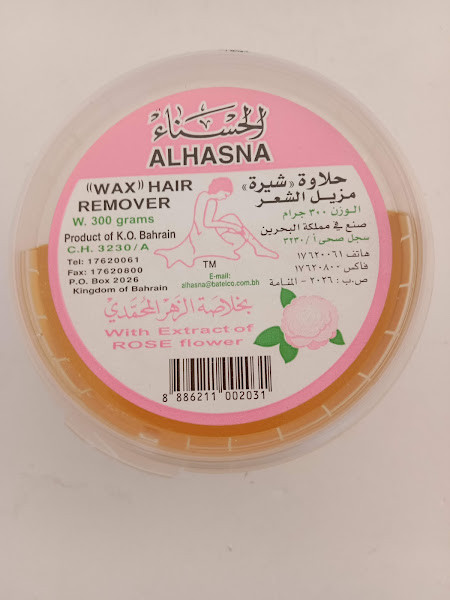 الحسناء
ALHASNA
«WAX» HAIR
REMOVER
W. 300 grams
Product of K.O. Bahrain
C.H. 3230/A
Tel: 17620061
Fax: 17620800
P.O. Box 2026
Kingdom of Bahrain
حلاوة «شيرة»
مزيل الشعر
الوزن ٣٠٠ جرام
صنع في مملكة البحرين
سجل صحي أ / ٣٢٣٠
هاتف ١٧٦٢٠٠٦١
فاكس ١٧٦٢٠٨٠٠
ص.ب : ٢٠٢٦ - المنامة
TM
E-mail:
alhasna@batelco.com.bh
بخلاصة الزهر المحمدي
With Extract of
ROSE flower
8 886211 002031